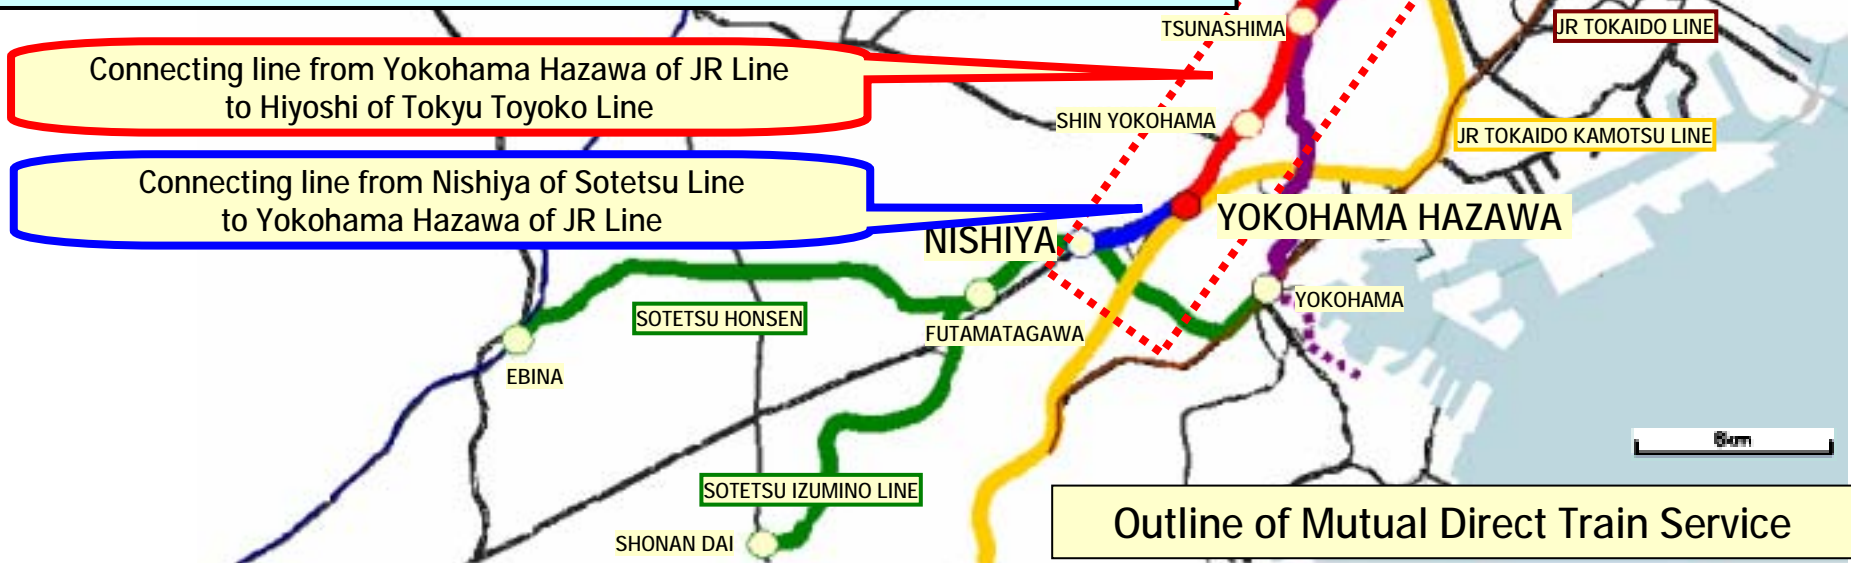 TSUNASHIMA
JR TOKAIDO LINE
Connecting line from Yokohama Hazawa of JR Line
to Hiyoshi of Tokyu Toyoko Line
SHIN YOKOHAMA
JR TOKAIDO KAMOTSU LINE
Connecting line from Nishiya of Sotetsu Line
to Yokohama Hazawa of JR Line
YOKOHAMA HAZAWA
NISHIYA
YOKOHAMA
SOTETSU HONSEN
FUTAMATAGAWA
EBINA
SOTETSU IZUMINO LINE
Outline of Mutual Direct Train Service
SHONAN DAI